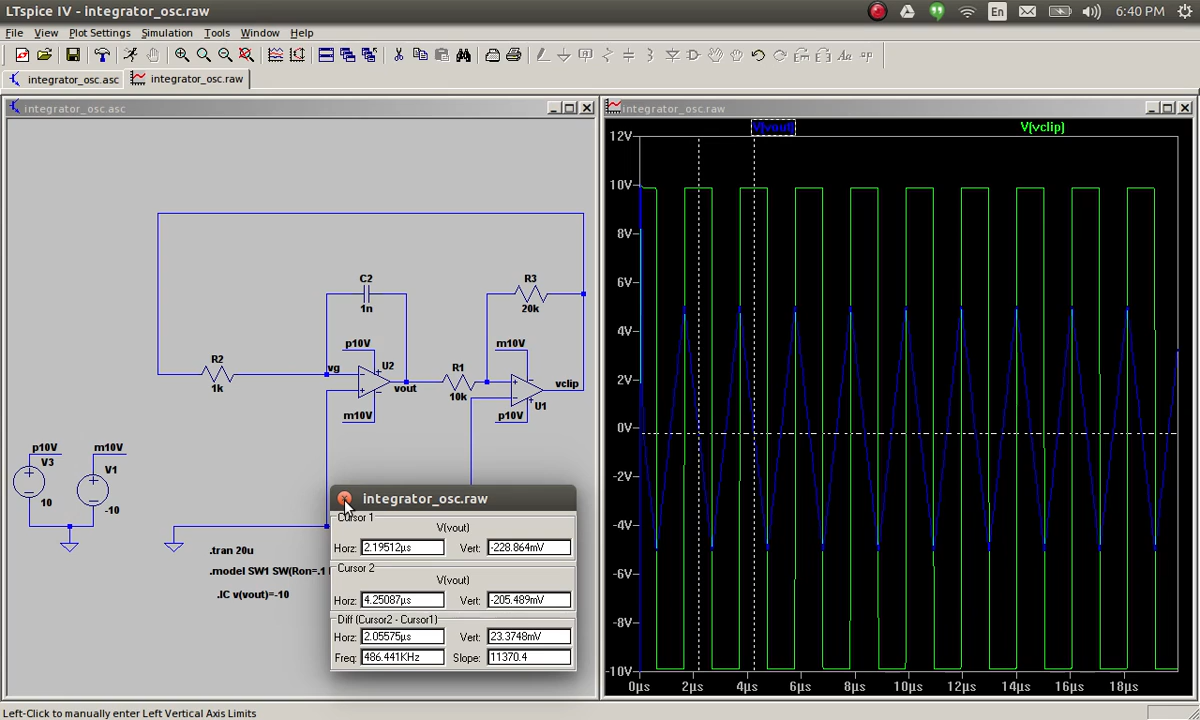 LTspice IV - integrator_osc.raw
En
6:40 PM
File View Plot Settings Simulation Tools Window Help
integrator_osc.asc
integrator_osc.raw
integrator_osc.asc
C2
1n
R3
20k
p10V
m10V
R2
1k
vg
U2
vout
R1
10k
vclip
U1
m10V
p10V
p10V
V3
10
m10V
V1
-10
.tran 20u
.model SW1 SW(Ron=.1
.IC v(vout)=-10
integrator_osc.raw
Cursor 1
V(vout)
Horz: 2.19512µs Vert: -228.864mV
Cursor 2
V(vout)
Horz: 4.25087µs Vert: -205.489mV
Diff (Cursor2 - Cursor1)
Horz: 2.05575µs Vert: 23.3748mV
Freq: 486.441KHz Slope: 11370.4
integrator_osc.raw
V(vout) V(vclip)
12V
10V
8V
6V
4V
2V
0V
-2V
-4V
-6V
-8V
-10V
0µs 2µs 4µs 6µs 8µs 10µs 12µs 14µs 16µs 18µs
Left-Click to manually enter Left Vertical Axis Limits